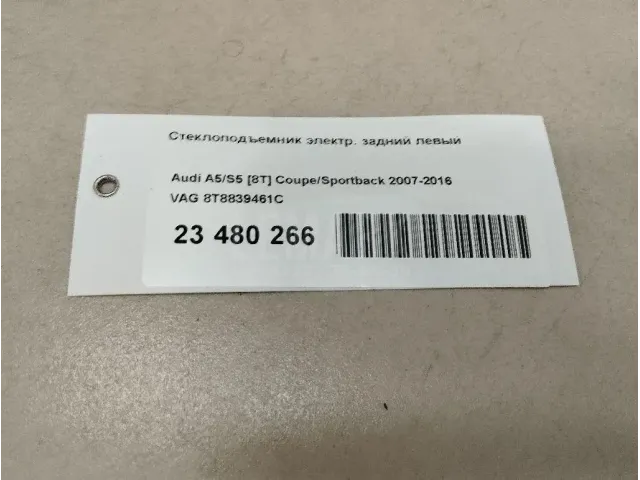 Стеклоподъемник электр. задний левый
Audi A5/S5 [8T] Coupe/Sportback 2007-2016
VAG 8T8839461C
23 480 266